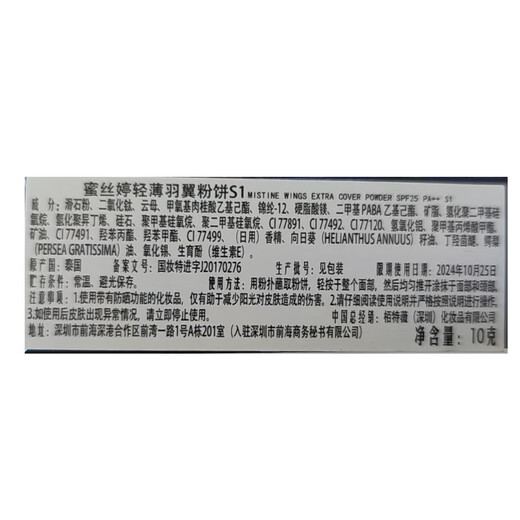 蜜丝婷轻薄羽翼粉饼S1 MISTINE WINGS EXTRA COVER POWDER SPF25 PA++ S1
成分：滑石粉、二氧化钛、云母、甲氧基肉桂酸乙基己酯、锦纶-12、硬脂酸镁、二甲基PABA乙基己酯、矿脂、氢化聚二甲基硅
氧烷、氢化聚异丁烯、硅石、聚甲基硅氧烷、二甲基硅氧烷、CI 77891、CI 77492、CI 77120、氢氧化铝、聚甲基丙烯酸甲酯、
矿油、CI 77491、羟苯丙酯、羟苯甲酯、CI 77499、（日用）香精、向日葵（HELIANTHUS ANNUUS）籽油、丁羟茴醚、鳄梨
（PERSEA GRATISSIMA）油、氧化锡、生育酚（维生素E）。
原产国：泰国 备案文号：国妆特进字J20170276 生产批号：见包装 限期使用日期：2024年10月25日
贮存条件：常温、避光保存。 使用方法：用粉扑蘸取粉饼，轻按于整个面部，然后均匀推开涂抹于面部和颈部。
注意事项：1.使用带有防晒功能的化妆品，仅有助于减少阳光对皮肤造成的伤害。2.请仔细阅读使用说明并严格按照说明进行操作。
3.如使用后皮肤出现异常情况，请立即停止使用。 中国总经销：钽特薇（深圳）化妆品有限公司
地址：深圳市前海深港合作区前湾一路1号A栋201室（入驻深圳市前海商务秘书有限公司） 净含量：10克